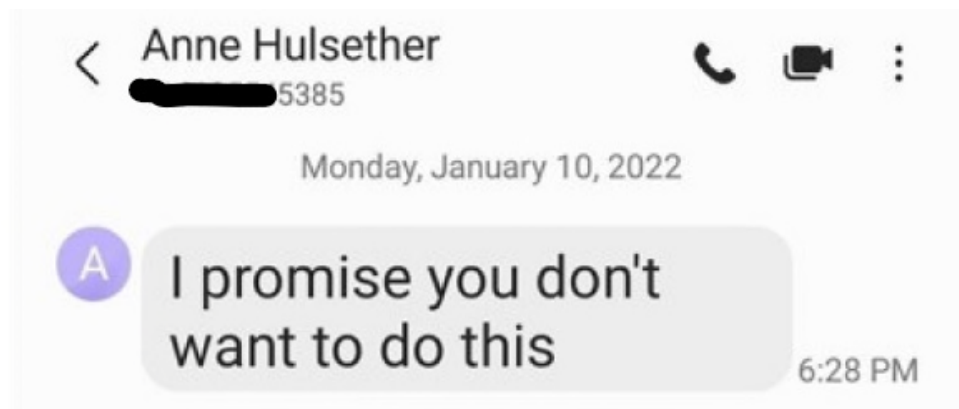 Anne Hulsether
5385
Monday, January 10, 2022
A
I promise you don't
want to do this
6:28 PM